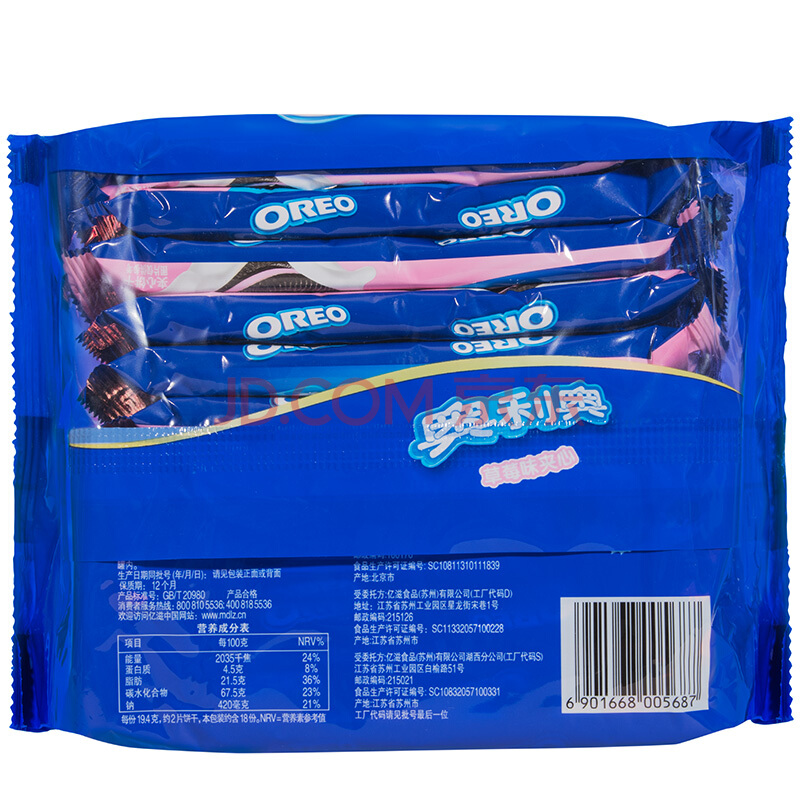 OREO OREO
夹心饼干
OREO OREO
OREO OREO
JD.COM 京东
奥利奥
草莓味夹心
罐内。
生产日期同批号(年/月/日)：请见包装正面或背面
保质期：12个月
产品标准号：GB/T 20980 产品合格
消费者服务热线：800 810 5536; 400 818 5536
欢迎访问亿滋中国网站：www.mdlz.cn
营养成分表
项目 每100克 NRV%
能量 2035千焦 24%
蛋白质 4.5克 8%
脂肪 21.5克 36%
碳水化合物 67.5克 23%
钠 420毫克 21%
每份19.4克，约2片饼干，本包装约含18份。NRV=营养素参考值
食品生产许可证编号：SC10811310111839
产地：北京市
受委托方：亿滋食品(苏州)有限公司(工厂代码D)
地址：江苏省苏州工业园区星龙街宋巷1号
邮政编码：215126
食品生产许可证编号：SC11332057100228
产地：江苏省苏州市
受委托方：亿滋食品(苏州)有限公司湖西分公司(工厂代码S)
江苏省苏州工业园区白榆路51号
邮政编码：215021
食品生产许可证编号：SC10832057100331
产地：江苏省苏州市
工厂代码请见批号最后一位
6 901668 005687